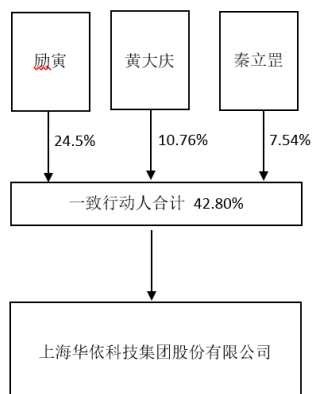 励寅
黄大庆
秦立罡
24.5%
10.76%
7.54%
一致行动人合计 42.80%
上海华依科技集团股份有限公司